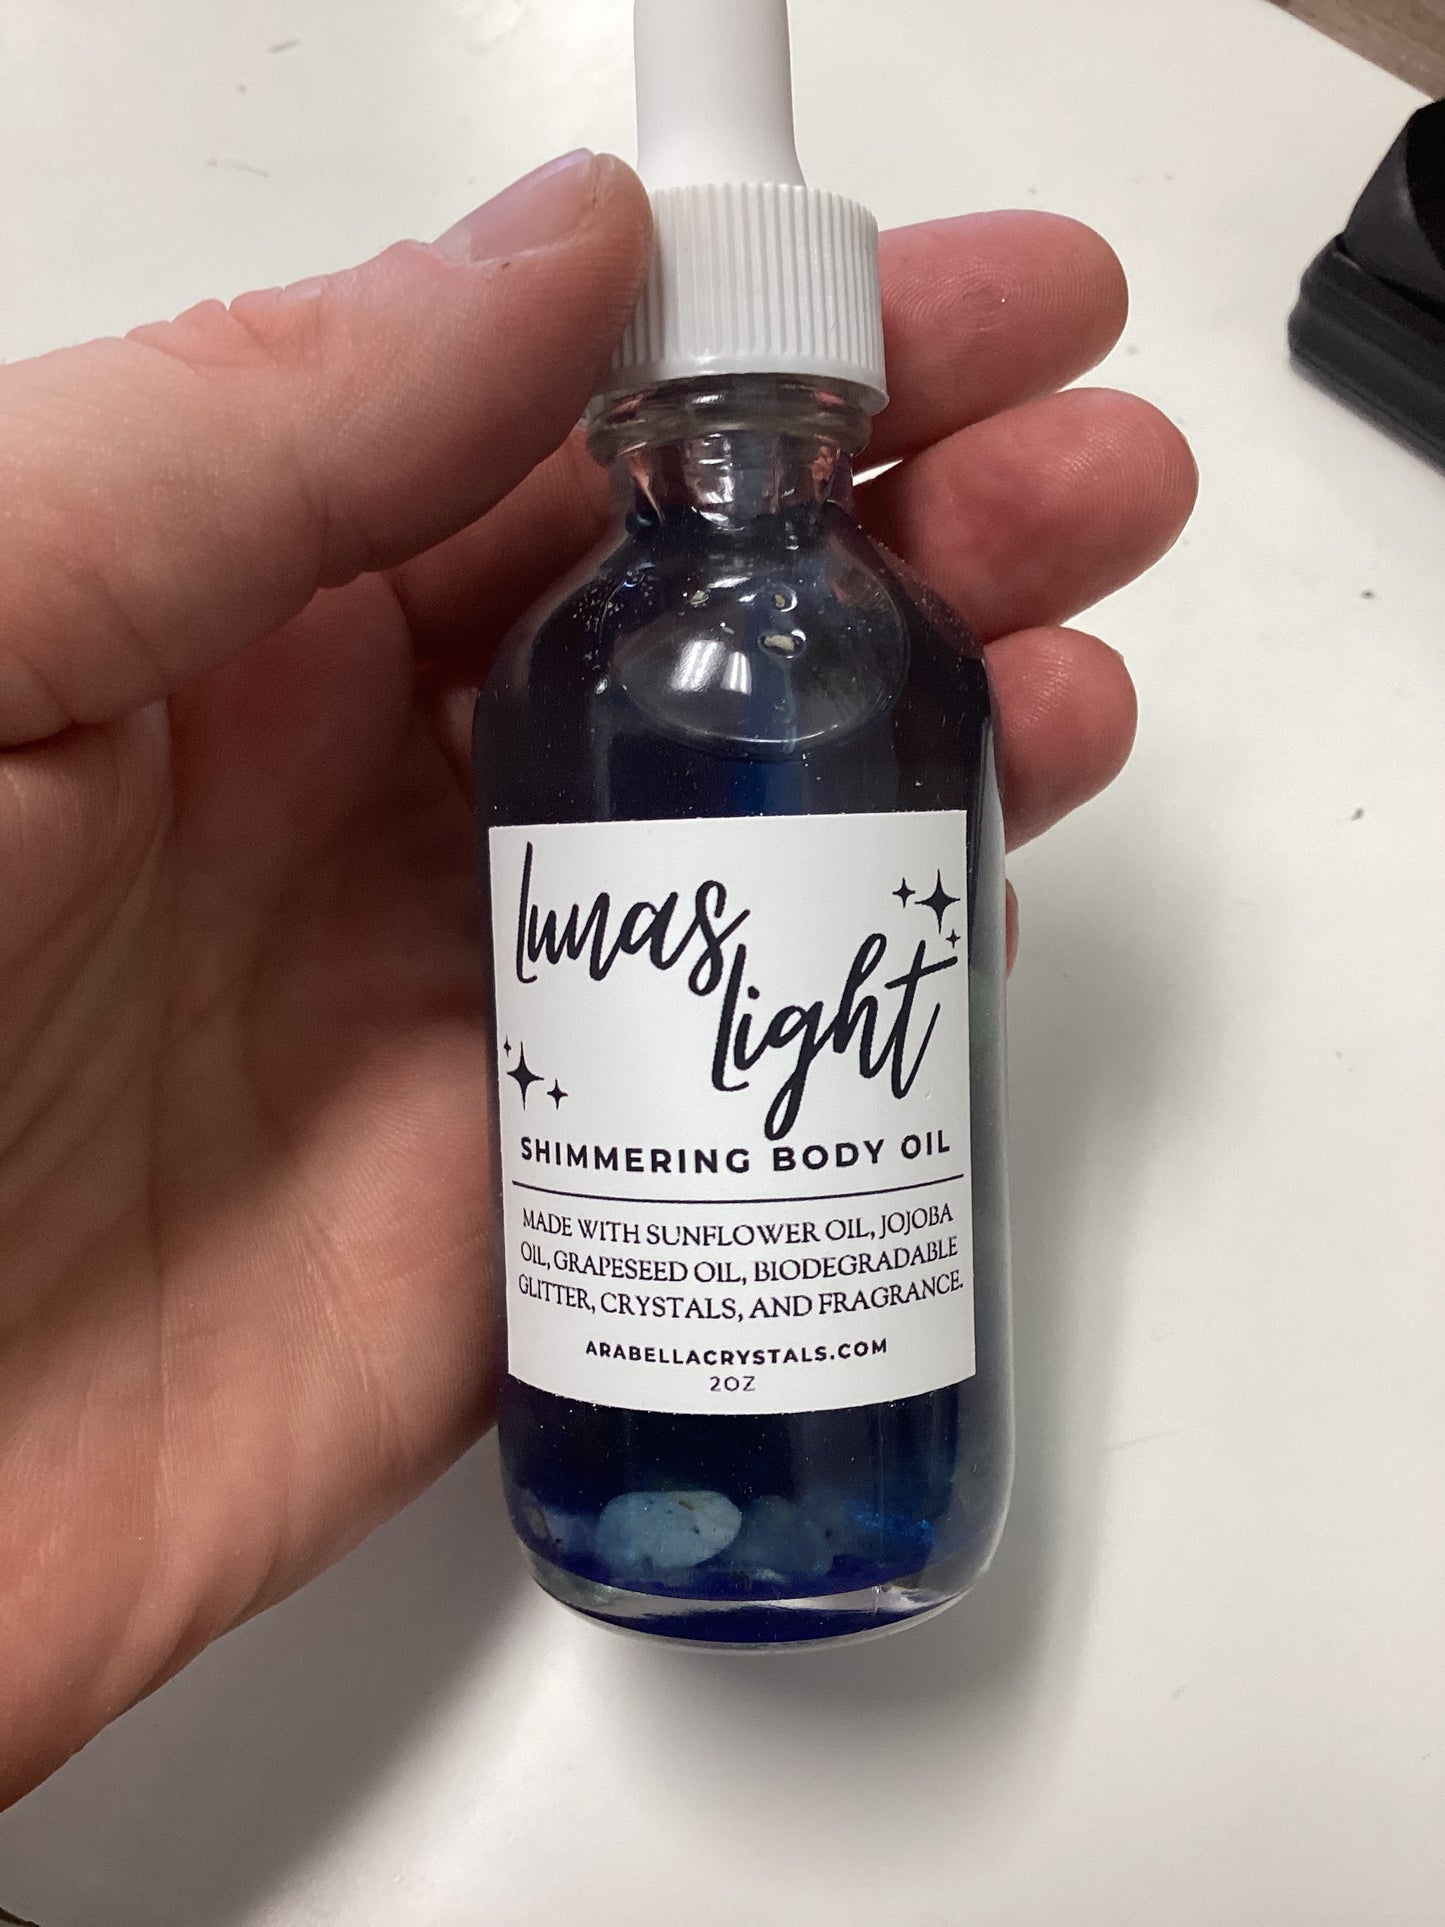 Lunas
Light
SHIMMERING BODY OIL
MADE WITH SUNFLOWER OIL, JOJOBA
OIL, GRAPESEED OIL, BIODEGRADABLE
GLITTER, CRYSTALS, AND FRAGRANCE.
ARABELLACRYSTALS.COM
2OZ